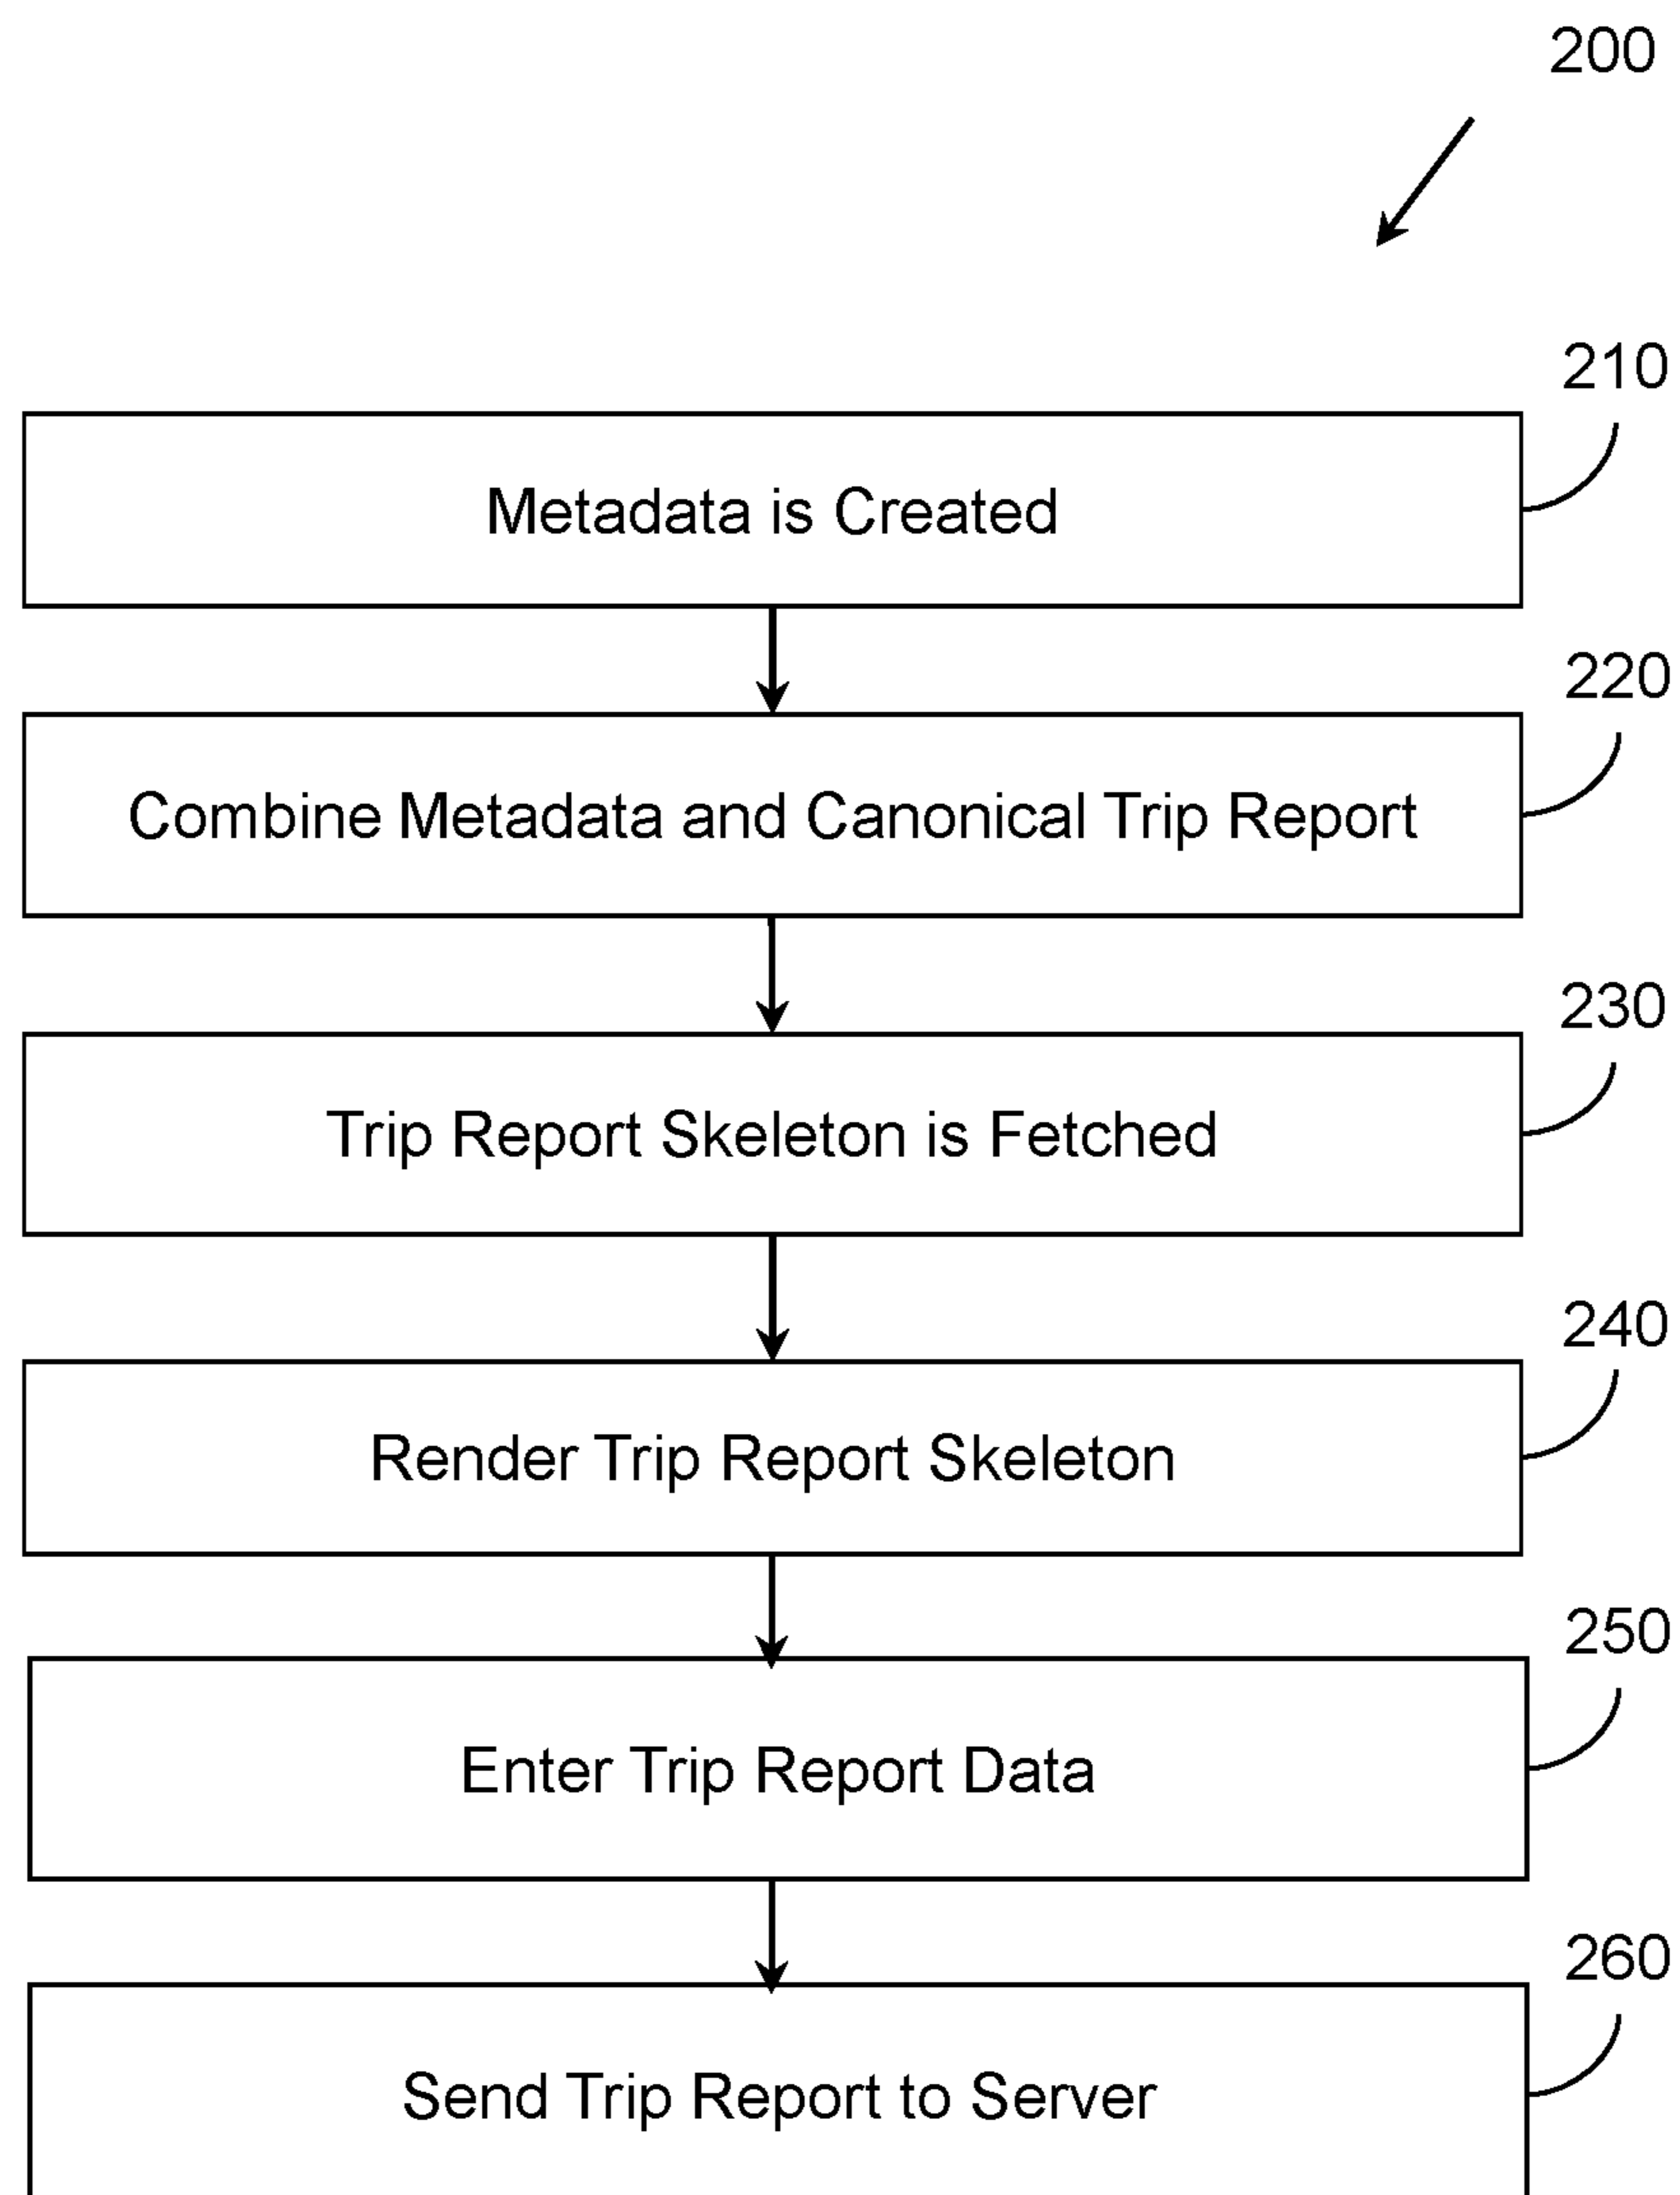 200
210
Metadata is Created
220
Combine Metadata and Canonical Trip Report
230
Trip Report Skeleton is Fetched
240
Render Trip Report Skeleton
250
Enter Trip Report Data
260
Send Trip Report to Server